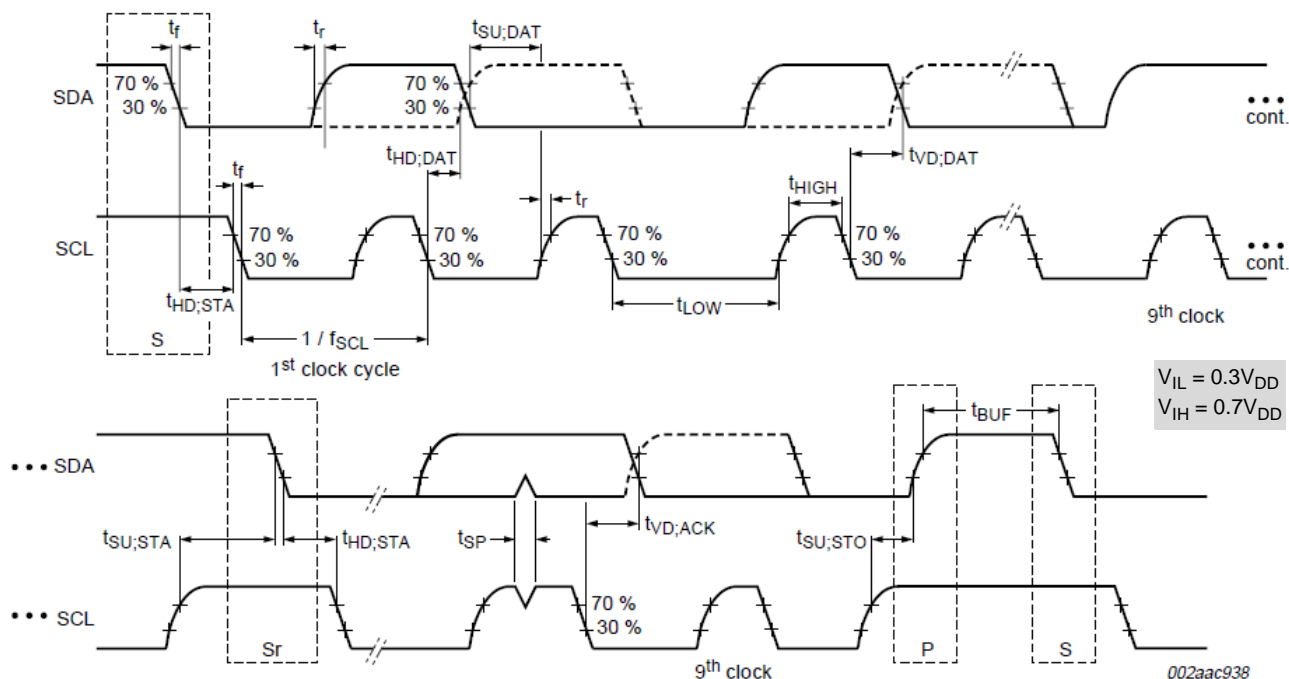 tf tr tSU;DAT
70 % 70 %
SDA 30 % 30 % ••• cont.
tHD;DAT tVD;DAT
tf tr tHIGH
70 % 70 % 70 % 70 %
SCL 30 % 30 % 30 % 30 % ••• cont.
tHD;STA tLOW
S 1 / fSCL 9th clock
1st clock cycle
VIL = 0.3VDD
VIH = 0.7VDD
tBUF
••• SDA
tSU;STA tHD;STA tSP tVD;ACK tSU;STO
70 %
••• SCL 30 %
Sr 9th clock P S
002aac938